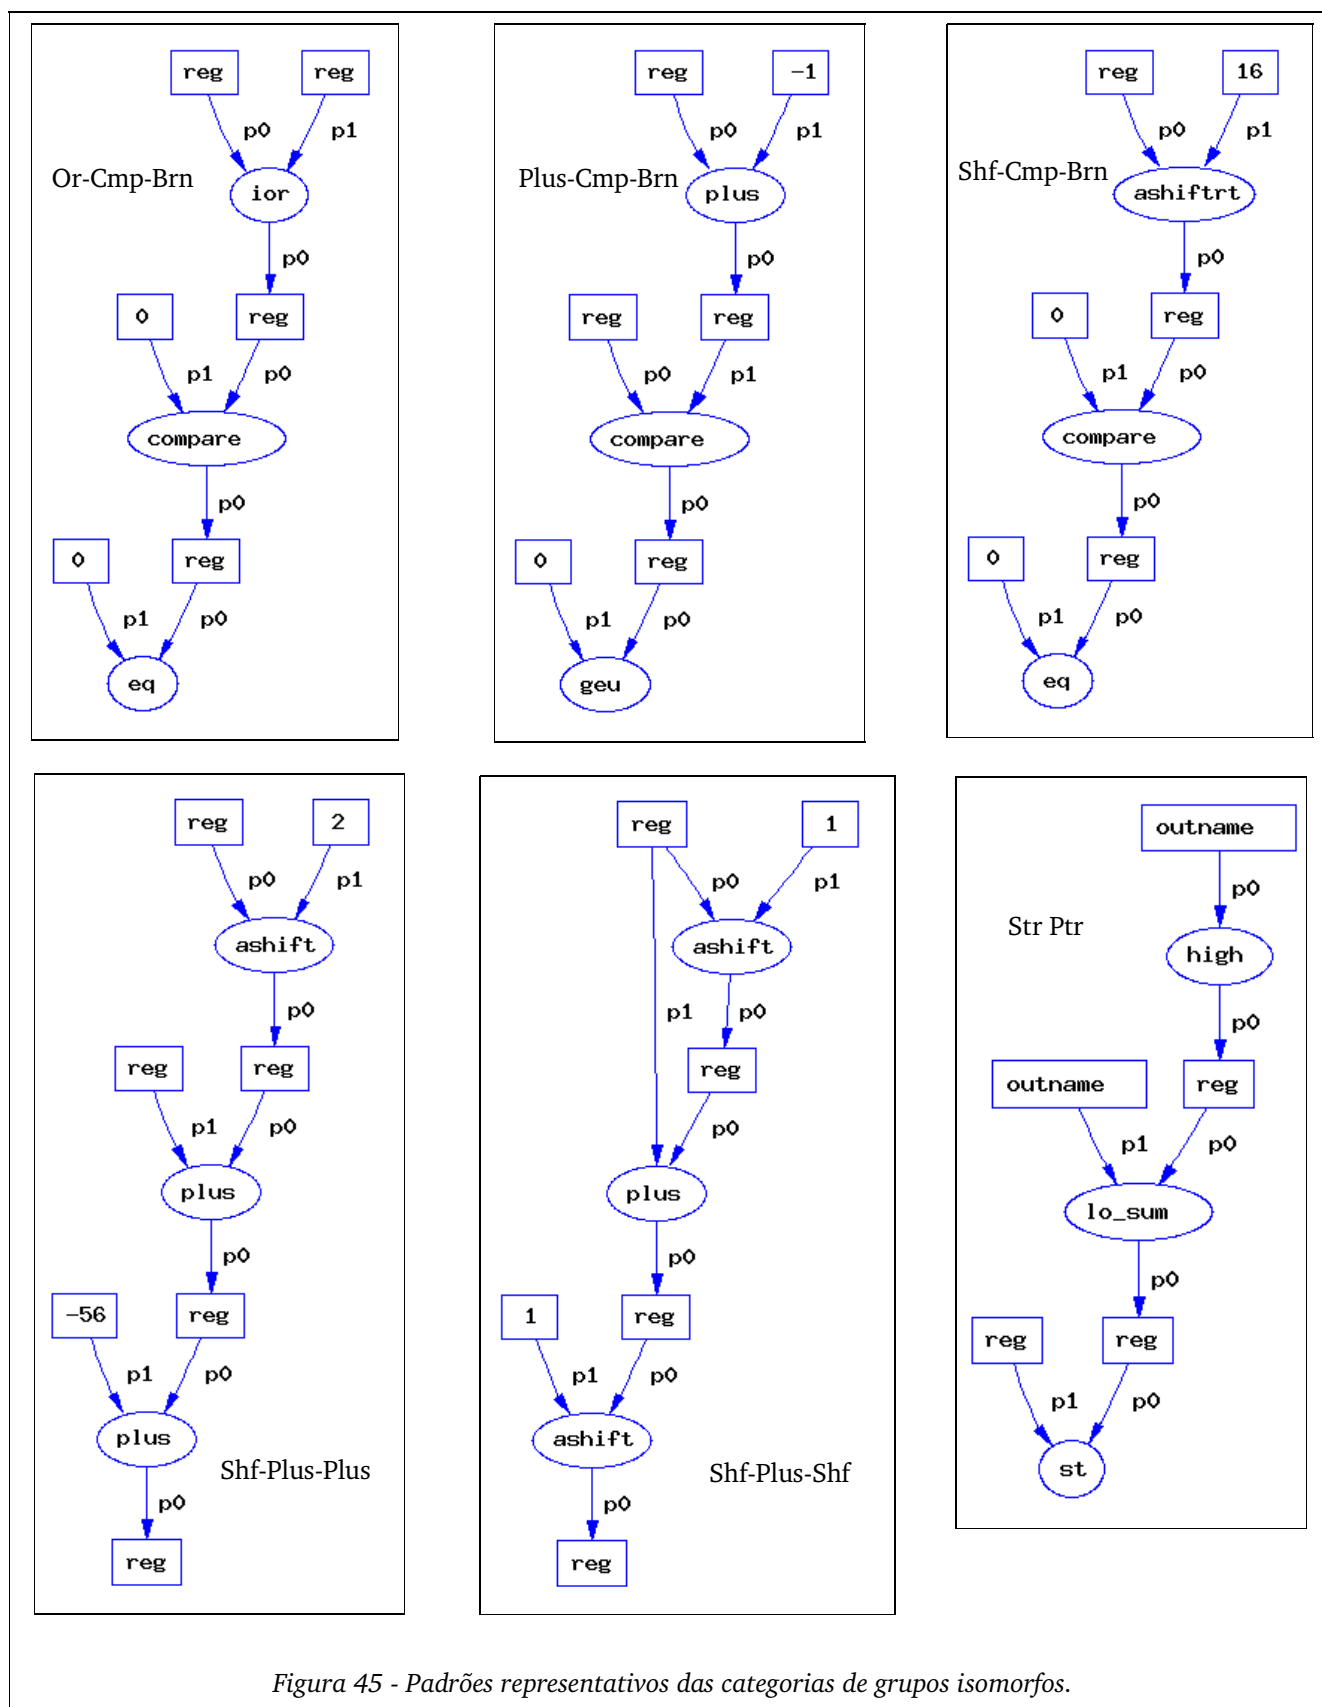 reg reg
p0 p1
Or-Cmp-Brn
ior
p0
0 reg
p1 p0
compare
p0
0 reg
p1 p0
eq
reg -1
p0 p1
Plus-Cmp-Brn
plus
p0
reg reg
p0 p1
compare
p0
0 reg
p1 p0
geu
reg 16
p0 p1
Shf-Cmp-Brn
ashiftrt
p0
0 reg
p1 p0
compare
p0
0 reg
p1 p0
eq
reg 2
p0 p1
ashift
p0
reg reg
p1 p0
plus
p0
-56 reg
p1 p0
plus
Shf-Plus-Plus
p0
reg
reg 1
p0 p1
ashift
p1 p0
reg
p0
plus
p0
1 reg
p1 p0
ashift
Shf-Plus-Shf
p0
reg
outname
p0
Str Ptr
high
p0
outname reg
p1 p0
lo_sum
p0
reg reg
p1 p0
st
Figura 45 - Padrões representativos das categorias de grupos isomorfos.